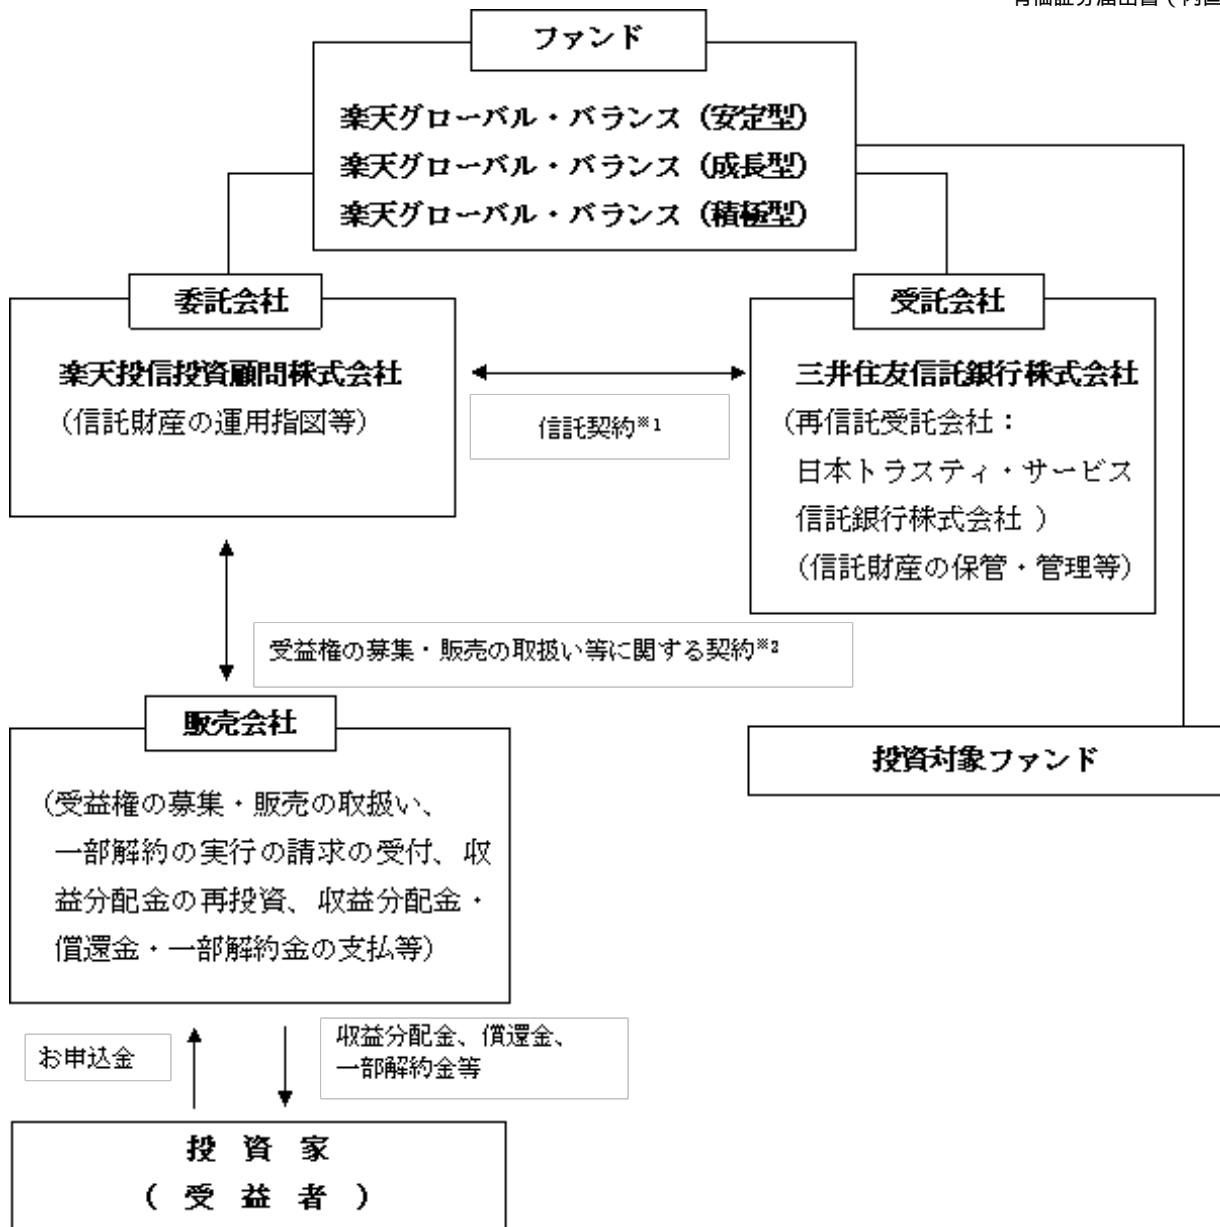 ファンド
楽天グローバル・バランス（安定型）
楽天グローバル・バランス（成長型）
楽天グローバル・バランス（積極型）
委託会社
楽天投信投資顧問株式会社
（信託財産の運用指図等）
信託契約※1
受託会社
三井住友信託銀行株式会社
（再信託受託会社：
日本トラスティ・サービス
信託銀行株式会社 ）
（信託財産の保管・管理等）
受益権の募集・販売の取扱い等に関する契約※2
販売会社
（受益権の募集・販売の取扱い、
一部解約の実行の請求の受付、収
益分配金の再投資、収益分配金・
償還金・一部解約金の支払等）
投資対象ファンド
お申込金
収益分配金、償還金、
一部解約金等
投 資 家
（ 受 益 者 ）